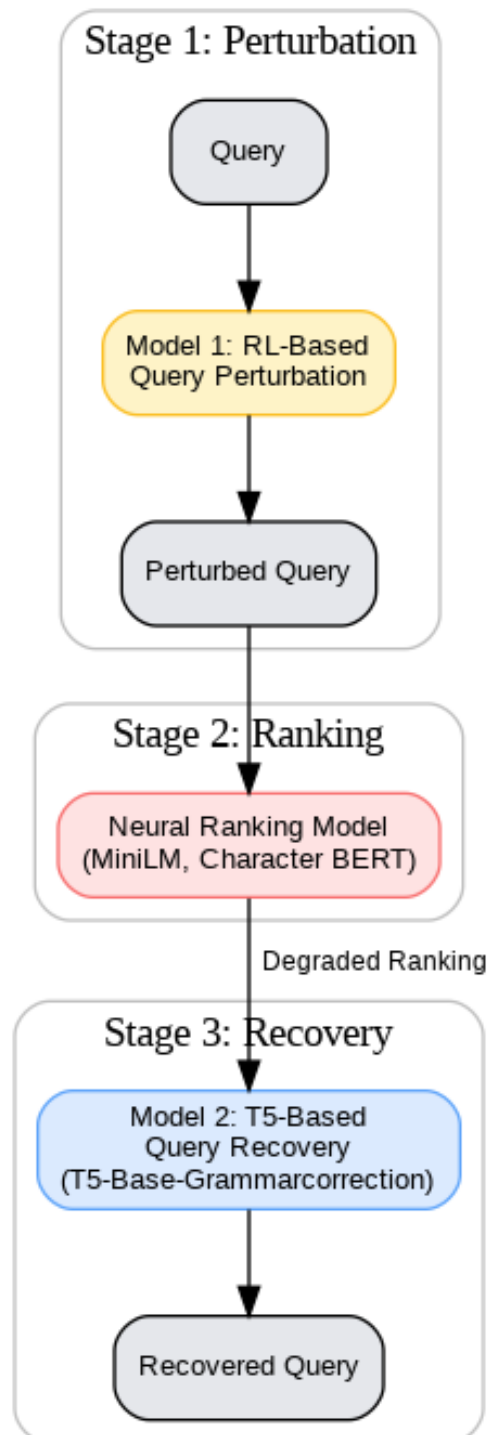 Stage 1: Perturbation
Query
Model 1: RL-Based
Query Perturbation
Perturbed Query
Stage 2: Ranking
Neural Ranking Model
(MiniLM, Character BERT)
Degraded Ranking
Stage 3: Recovery
Model 2: T5-Based
Query Recovery
(T5-Base-Grammarcorrection)
Recovered Query